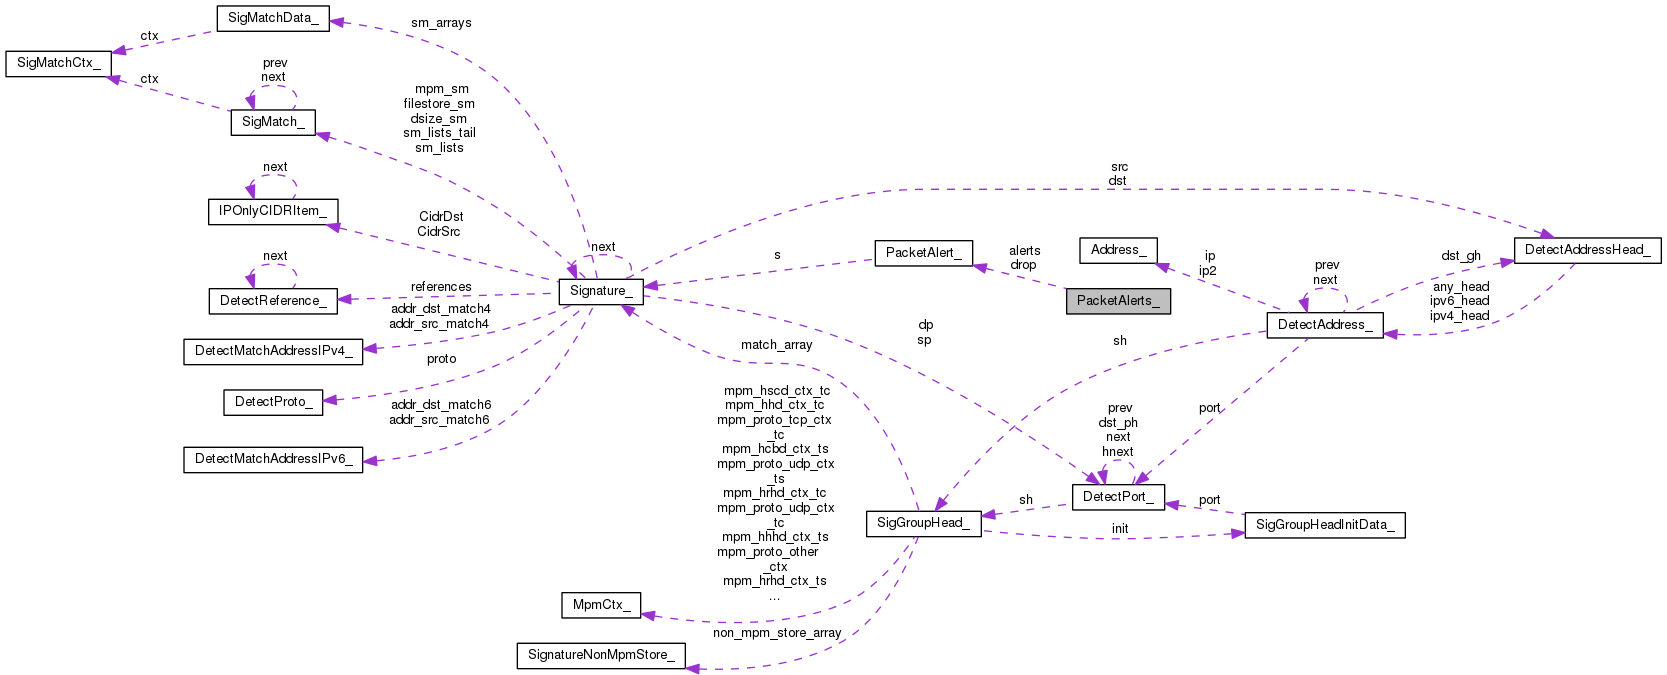 SigMatchData_
sm_arrays
ctx
SigMatchCtx_
prev
next
ctx
SigMatch_
mpm_sm
filestore_sm
dsize_sm
sm_lists_tail
sm_lists
next
IPOnlyCIDRItem_
CidrDst
CidrSrc
next
DetectReference_
references
next
Signature_
addr_dst_match4
addr_src_match4
DetectMatchAddressIPv4_
proto
DetectProto_
addr_dst_match6
addr_src_match6
DetectMatchAddressIPv6_
src
dst
s
PacketAlert_
alerts
drop
PacketAlerts_
Address_
ip
ip2
prev
next
DetectAddress_
dst_gh
DetectAddressHead_
any_head
ipv6_head
ipv4_head
dp
sp
sh
match_array
port
prev
dst_ph
next
hnext
DetectPort_
sh
port
SigGroupHead_
init
SigGroupHeadInitData_
mpm_hscd_ctx_tc
mpm_hhd_ctx_tc
mpm_proto_tcp_ctx
_tc
mpm_hcbd_ctx_ts
mpm_proto_udp_ctx
_ts
mpm_hrhd_ctx_tc
mpm_proto_udp_ctx
_tc
mpm_hhhd_ctx_ts
mpm_proto_other
_ctx
mpm_hrhd_ctx_ts
...
MpmCtx_
non_mpm_store_array
SignatureNonMpmStore_